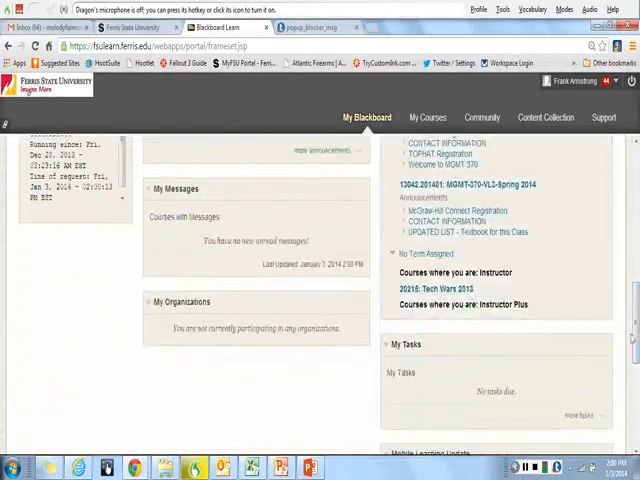 Dragon's microphone is off; you can press its hotkey or click its icon to turn it on.
Profile Tools Vocabulary Modes Audio Help
Ferris State University
Blackboard Learn
popup_blocker_msg
https://fsulearn.ferris.edu/webapps/portal/frameset.jsp
Apps Suggested Sites HootSuite Hootlet Fallout 3 Guide MyFSU Portal - Ferri... Atlantic Firearms | A... TryCustomInk.com ... Twitter / ? Workspace Login
Other bookmarks
FERRIS STATE UNIVERSITY
Imagine More
Frank Armstrong 44
My Blackboard My Courses Community Content Collection Support
Running since: Fri,
Dec 20, 2013 -
03:23:16 AM EST
Time of request: Fri,
Jan 3, 2014 - 02:00:13
PM EST
more announcements...
My Messages
Courses with Messages
You have no new unread messages!
Last Updated: January 3, 2014 2:00 PM
My Organizations
You are not currently participating in any organizations.
CONTACT INFORMATION
TOPHAT Registration
Welcome to MGMT 370
13042.201401: MGMT-370-VL3-Spring 2014
Announcements
McGraw-Hill Connect Registration
CONTACT INFORMATION
UPDATED LIST - Textbook for this Class
No Term Assigned
Courses where you are: Instructor
20215: Tech Wars 2013
Courses where you are: Instructor Plus
My Tasks
My Tasks
No tasks due.
more tasks
Mobile Learning Update
2:00 PM
1/3/2014